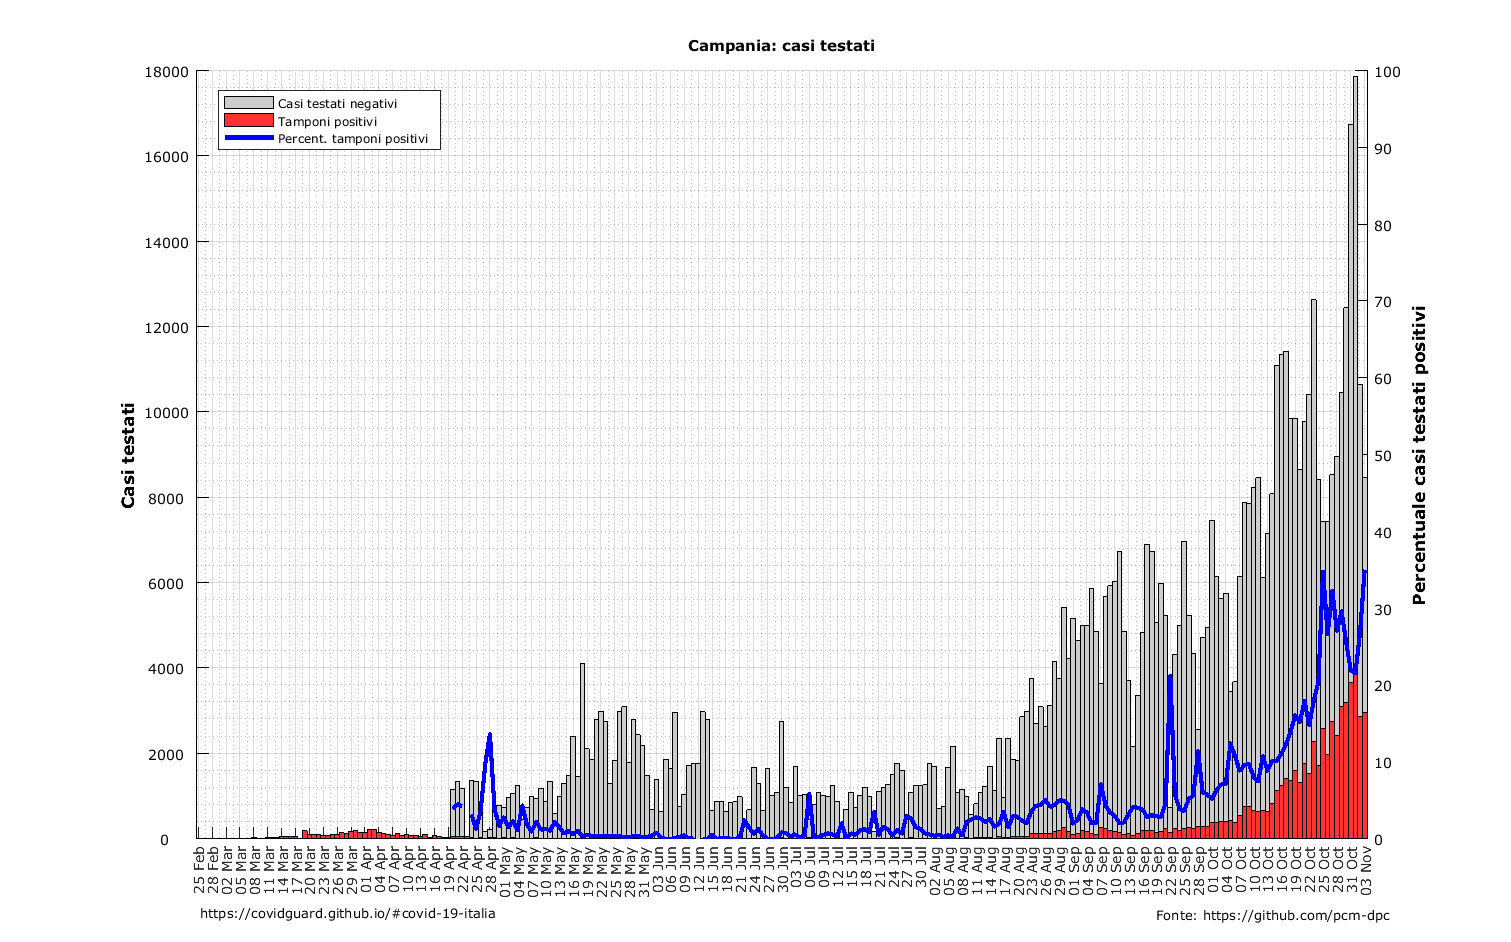 Campania: casi testati
Casi testati negativi
Tamponi positivi
Percent. tamponi positivi
Casi testati
18000
16000
14000
12000
10000
8000
6000
4000
2000
0
Percentuale casi testati positivi
100
90
80
70
60
50
40
30
20
10
0
25 Feb
28 Feb
02 Mar
05 Mar
08 Mar
11 Mar
14 Mar
17 Mar
20 Mar
23 Mar
26 Mar
29 Mar
01 Apr
04 Apr
07 Apr
10 Apr
13 Apr
16 Apr
19 Apr
22 Apr
25 Apr
28 Apr
01 May
04 May
07 May
10 May
13 May
16 May
19 May
22 May
25 May
28 May
31 May
03 Jun
06 Jun
09 Jun
12 Jun
15 Jun
18 Jun
21 Jun
24 Jun
27 Jun
30 Jun
03 Jul
06 Jul
09 Jul
12 Jul
15 Jul
18 Jul
21 Jul
24 Jul
27 Jul
30 Jul
02 Aug
05 Aug
08 Aug
11 Aug
14 Aug
17 Aug
20 Aug
23 Aug
26 Aug
29 Aug
01 Sep
04 Sep
07 Sep
10 Sep
13 Sep
16 Sep
19 Sep
22 Sep
25 Sep
28 Sep
01 Oct
04 Oct
07 Oct
10 Oct
13 Oct
16 Oct
19 Oct
22 Oct
25 Oct
28 Oct
31 Oct
03 Nov
https://covidguard.github.io/#covid-19-italia
Fonte: https://github.com/pcm-dpc